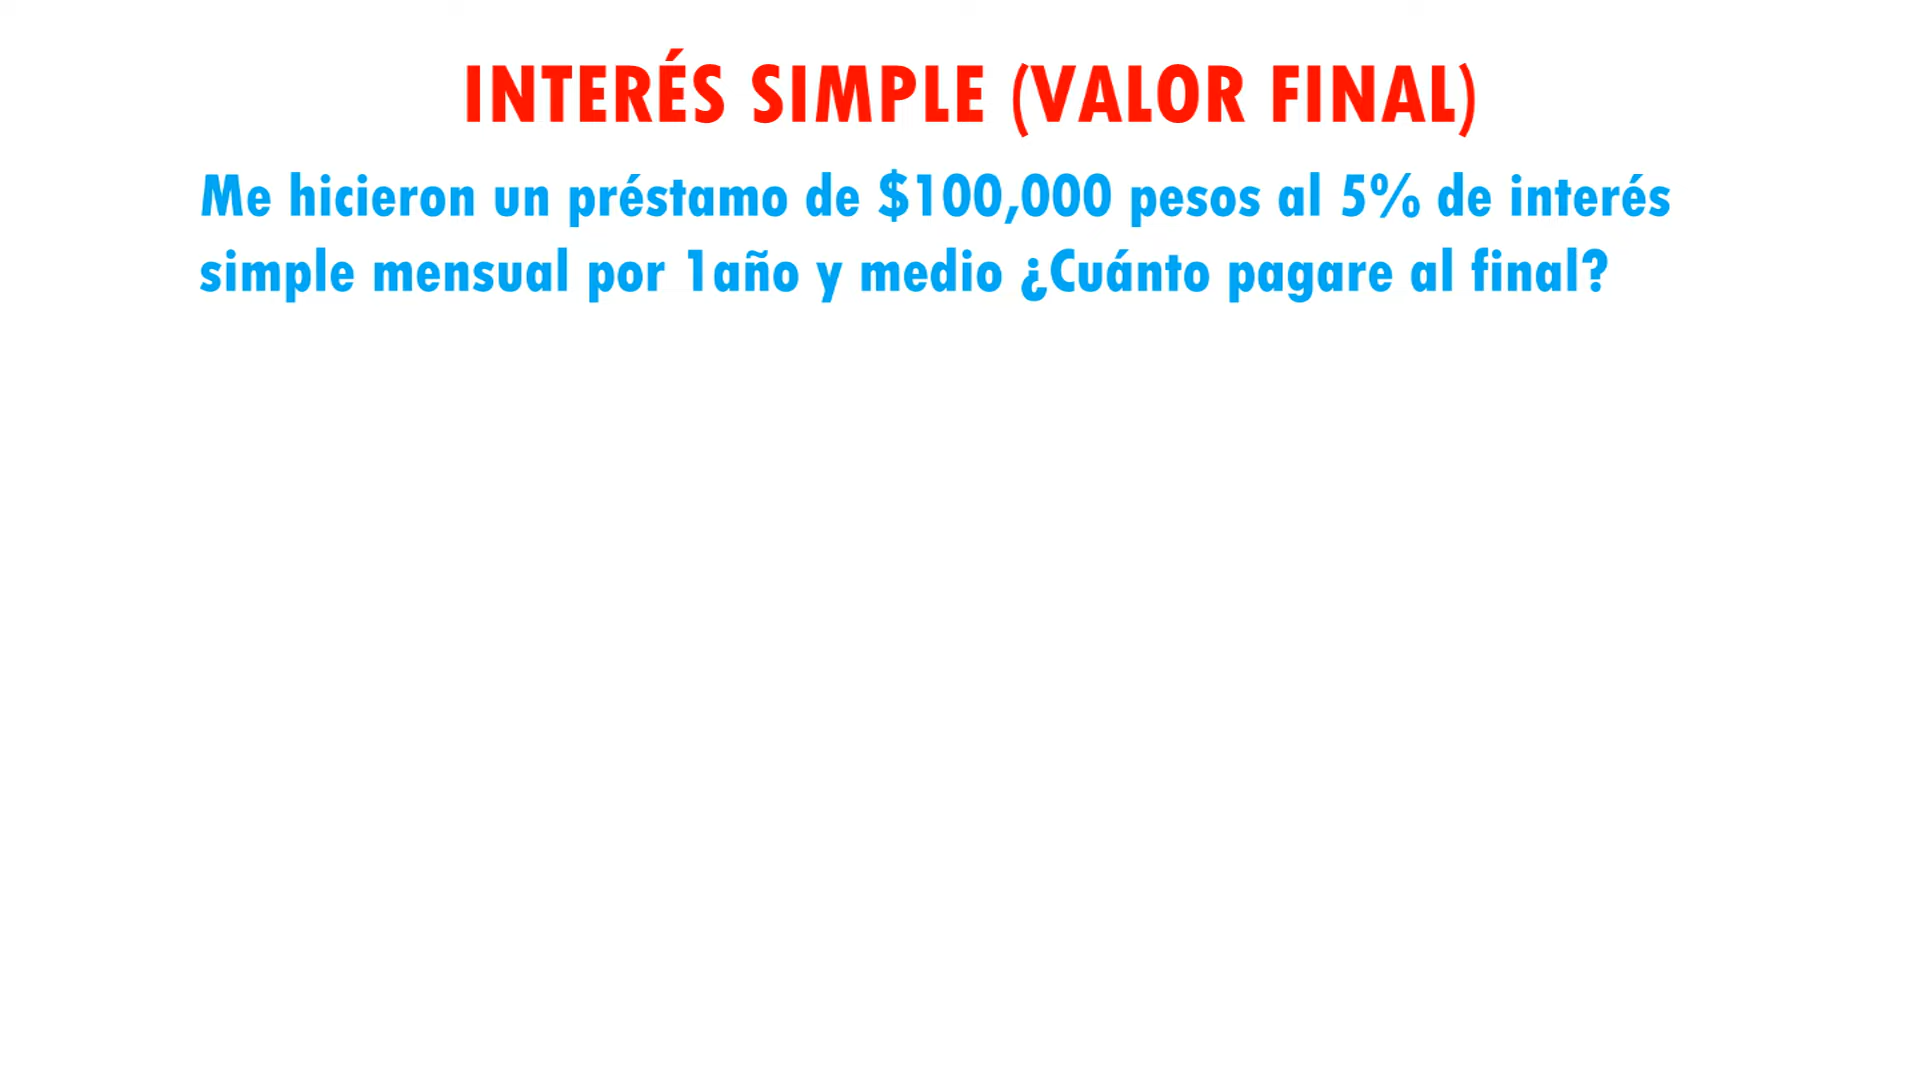 INTERÉS SIMPLE (VALOR FINAL)
Me hicieron un préstamo de $100,000 pesos al 5% de interés
simple mensual por 1año y medio ¿Cuánto pagare al final?